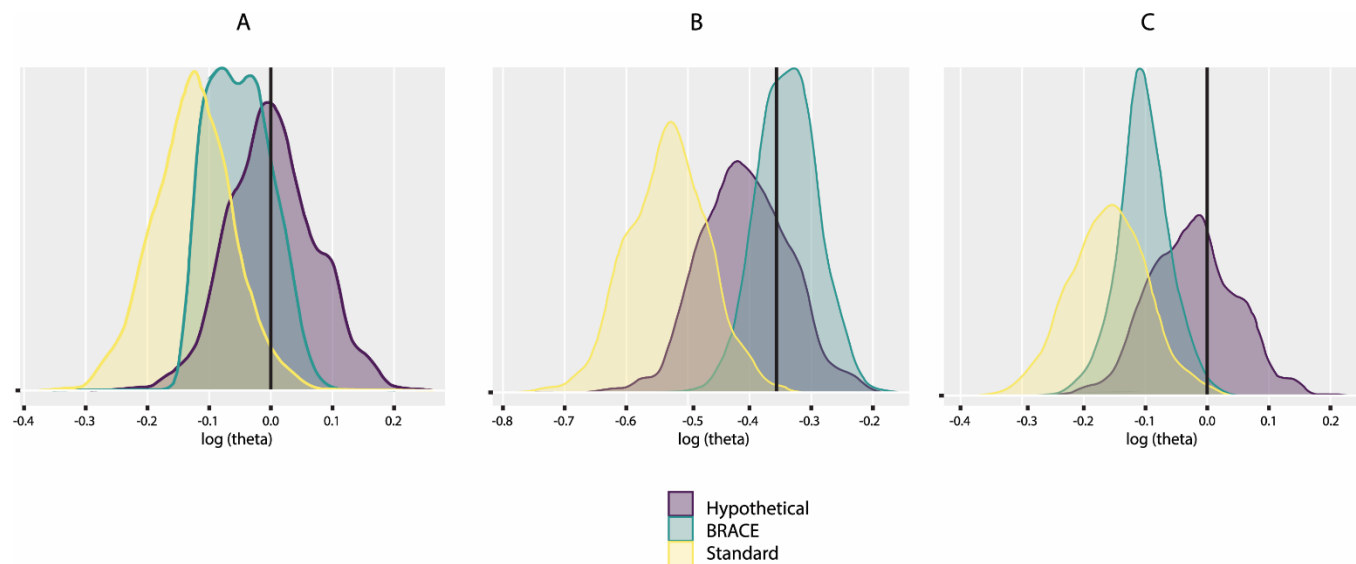 A
B
C
-0.4 -0.3 -0.2 -0.1 0.0 0.1 0.2
log (theta)
-0.8 -0.7 -0.6 -0.5 -0.4 -0.3 -0.2
log (theta)
-0.4 -0.3 -0.2 -0.1 0.0 0.1 0.2
log (theta)
Hypothetical
BRACE
Standard